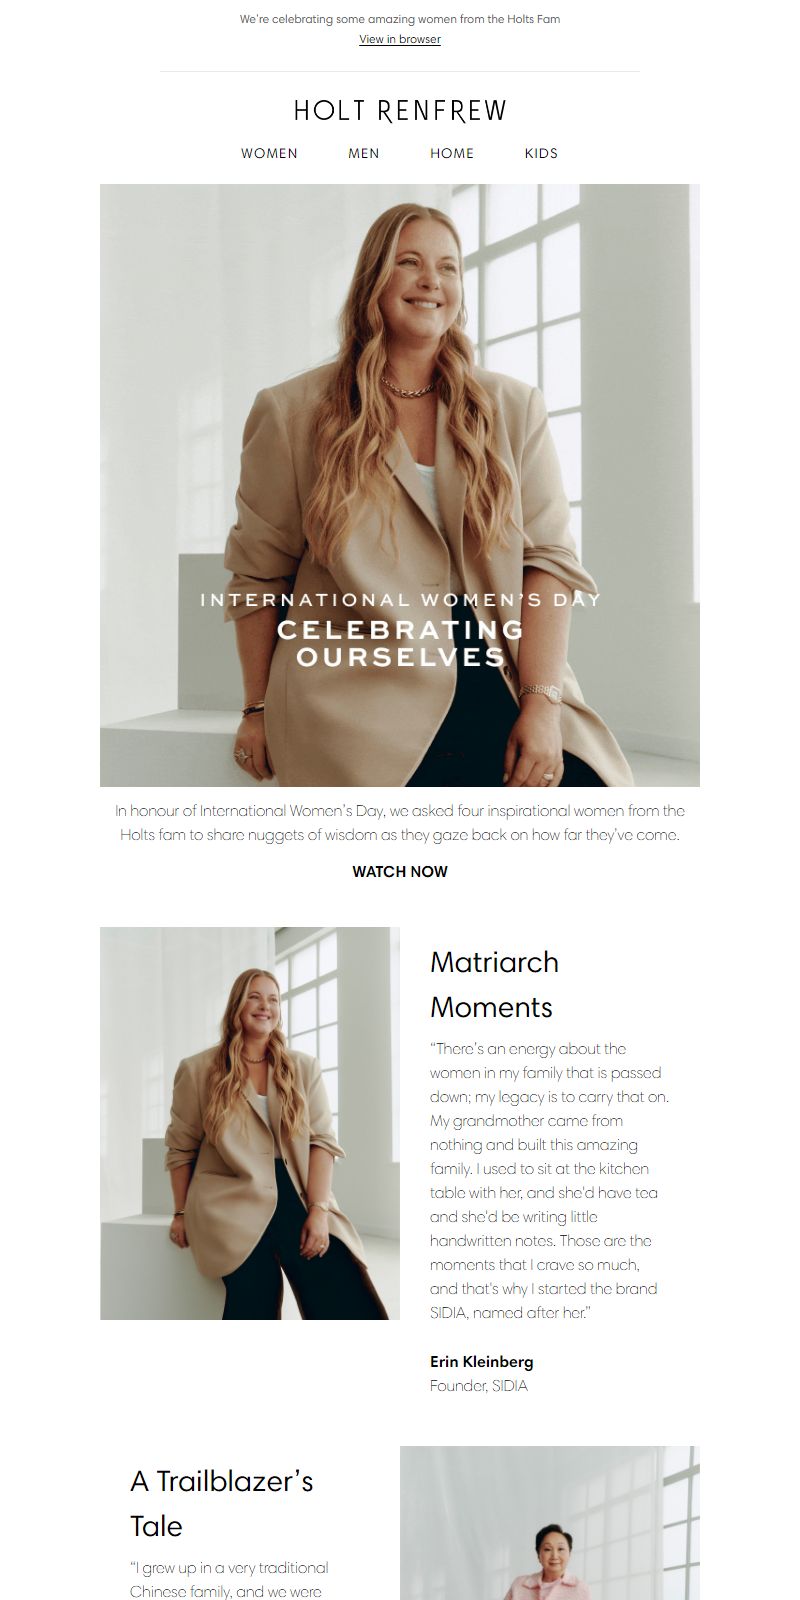 We're celebrating some amazing women from the Holts Fam
View in browser
HOLT RENFREW
WOMEN MEN HOME KIDS
INTERNATIONAL WOMEN'S DAY
CELEBRATING
OURSELVES
In honour of International Women's Day, we asked four inspirational women from the
Holts fam to share nuggets of wisdom as they gaze back on how far they've come.
WATCH NOW
Matriarch
Moments
“There's an energy about the
women in my family that is passed
down; my legacy is to carry that on.
My grandmother came from
nothing and built this amazing
family. I used to sit at the kitchen
table with her, and she'd have tea
and she'd be writing little
handwritten notes. Those are the
moments that I crave so much,
and that's why I started the brand
SIDIA, named after her.”
Erin Kleinberg
Founder, SIDIA
A Trailblazer’s
Tale
“I grew up in a very traditional
Chinese family, and we were